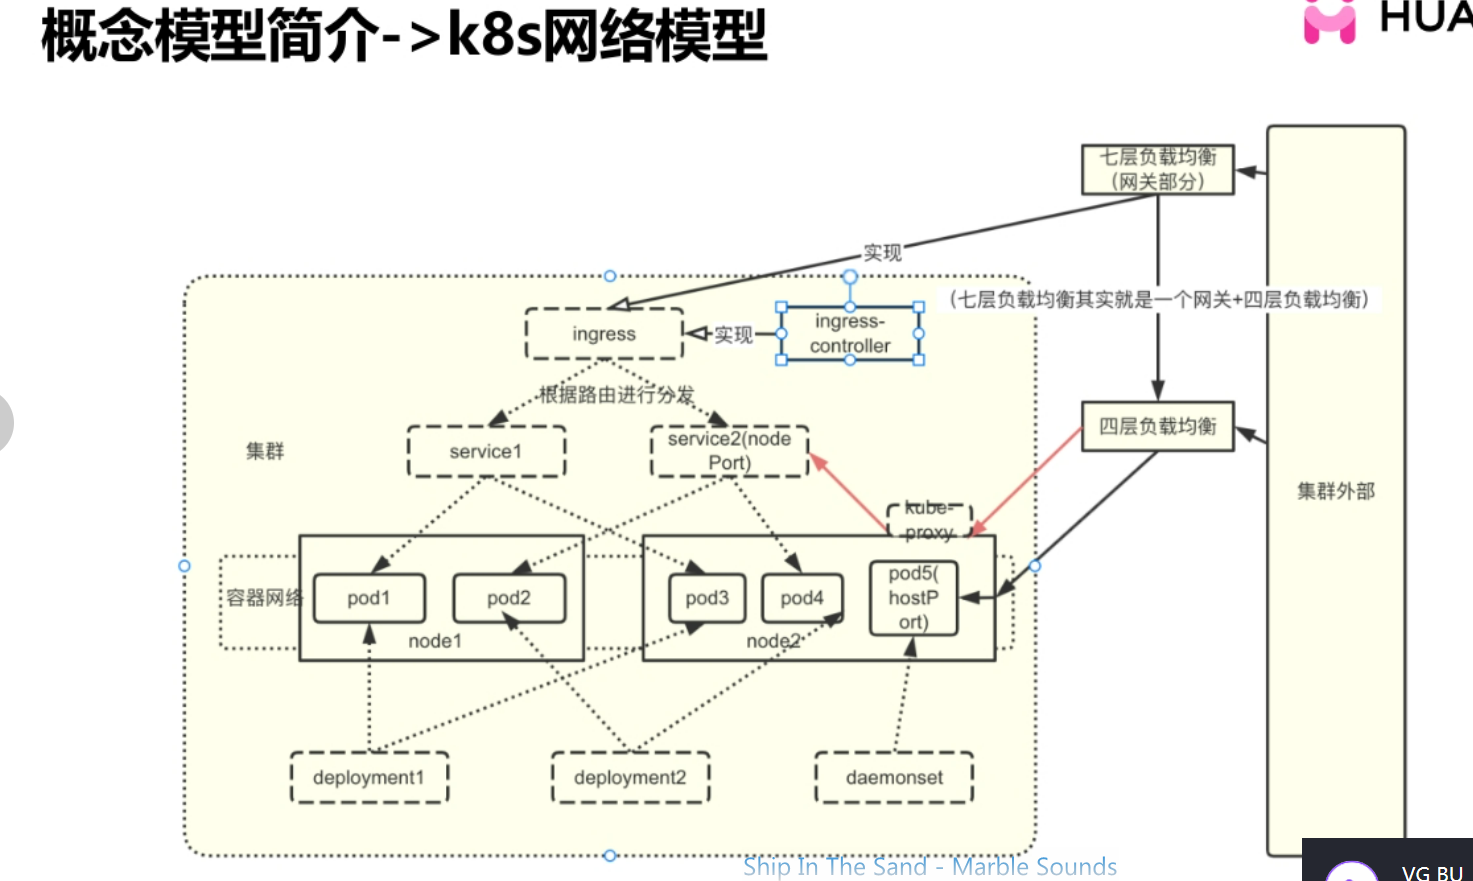 概念模型简介->k8s网络模型
HUA
七层负载均衡
（网关部分）
实现
（七层负载均衡其实就是一个网关+四层负载均衡）
ingress
实现
ingress-
controller
根据路由进行分发
集群
service1
service2(node
Port)
四层负载均衡
集群外部
kube-
proxy
容器网络
pod1
pod2
pod3
pod4
pod5(
hostP
ort)
node1
node2
deployment1
deployment2
daemonset
Ship In The Sand - Marble Sounds
VG BU